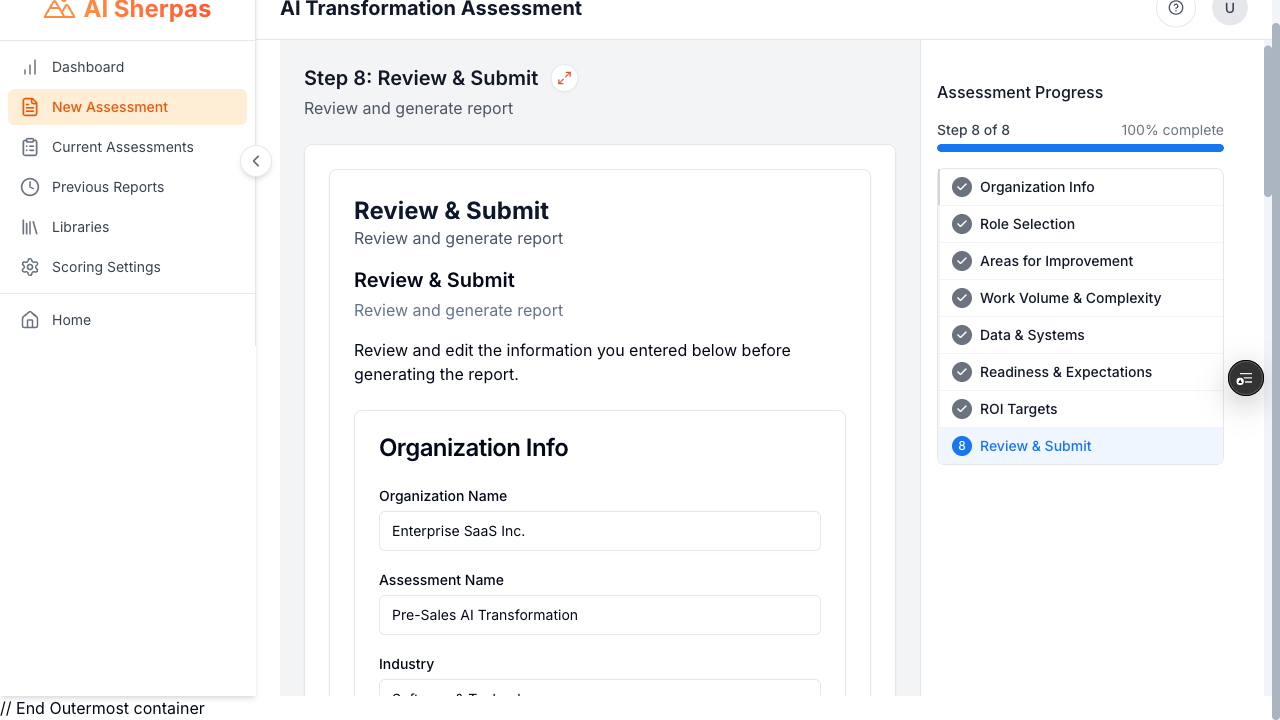 AI Sherpas
AI Transformation Assessment
U
Dashboard
New Assessment
Current Assessments
Previous Reports
Libraries
Scoring Settings
Home
Step 8: Review & Submit
Review and generate report
Review & Submit
Review and generate report
Review & Submit
Review and generate report
Review and edit the information you entered below before
generating the report.
Organization Info
Organization Name
Enterprise SaaS Inc.
Assessment Name
Pre-Sales AI Transformation
Industry
Assessment Progress
Step 8 of 8
100% complete
Organization Info
Role Selection
Areas for Improvement
Work Volume & Complexity
Data & Systems
Readiness & Expectations
ROI Targets
8 Review & Submit
// End Outermost container